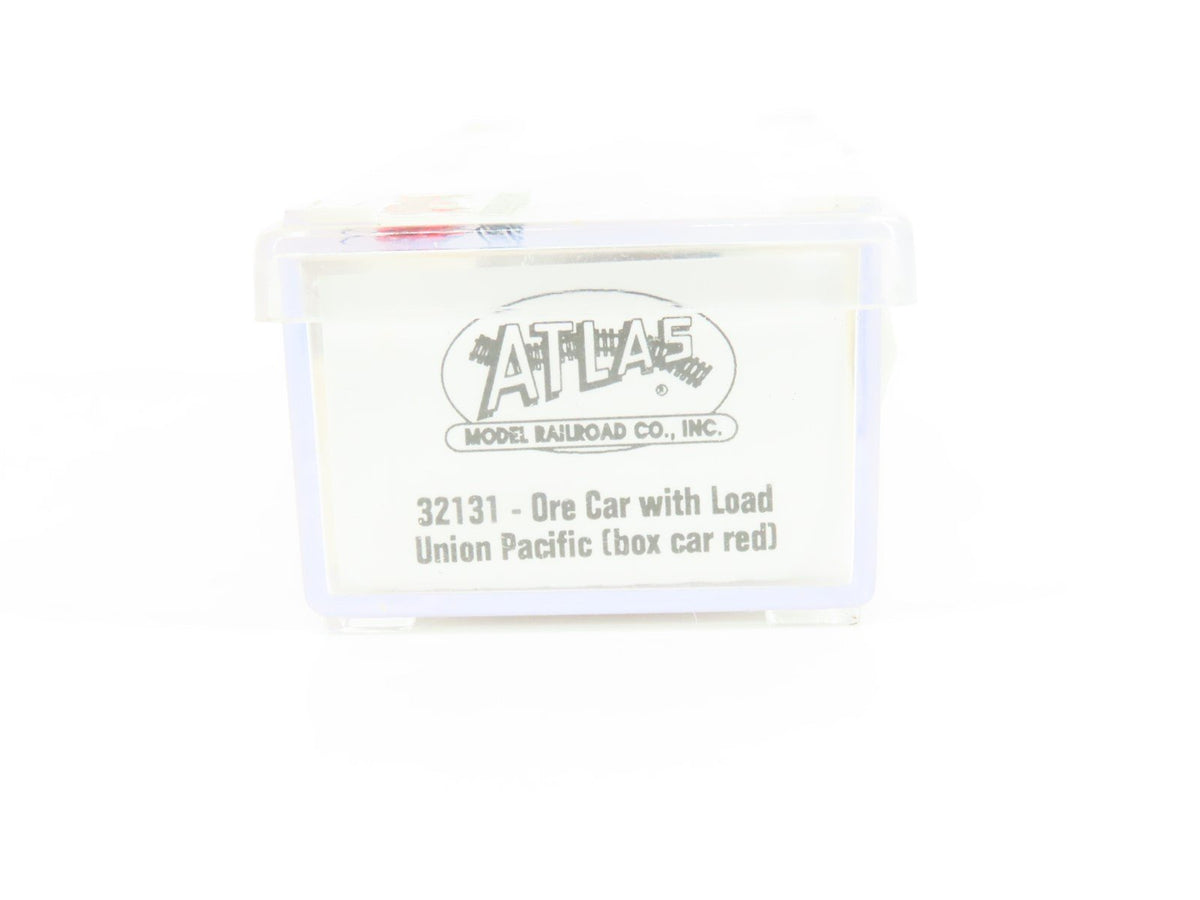 ATLAS®
MODEL RAILROAD CO., INC.
32131 - Ore Car with Load
Union Pacific (box car red)